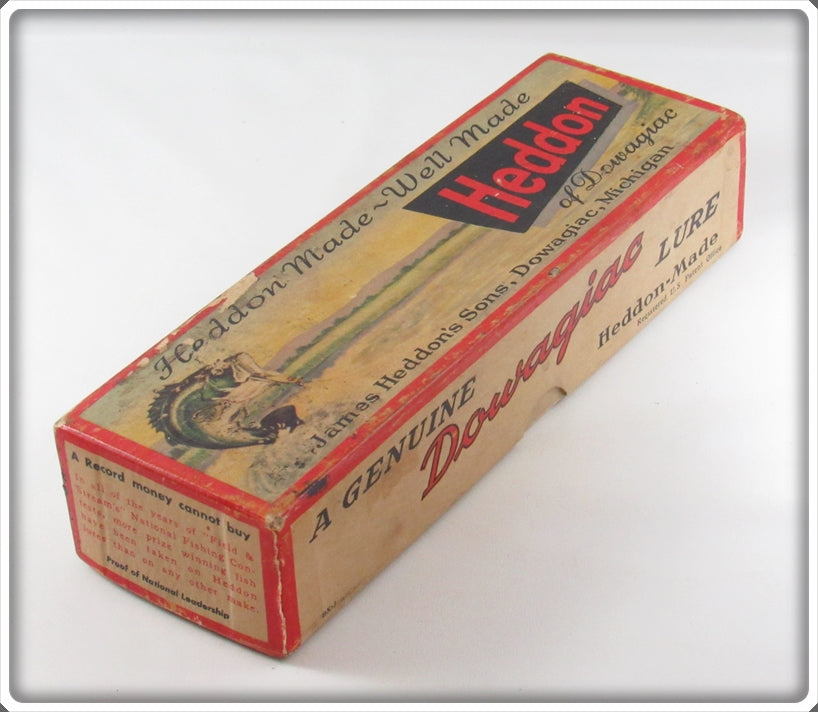 Heddon Made ~ Well Made
Heddon
of Dowagiac
James Heddon's Sons, Dowagiac, Michigan
A GENUINE Dowagiac LURE
Heddon-Made
Registered U.S. Patent Office
A Record money cannot buy
In all of the years of "Field &
Stream's" National Fishing Con-
tests, more prize winning fish
have been taken on Heddon
lures than on any other make.
Proof of National Leadership